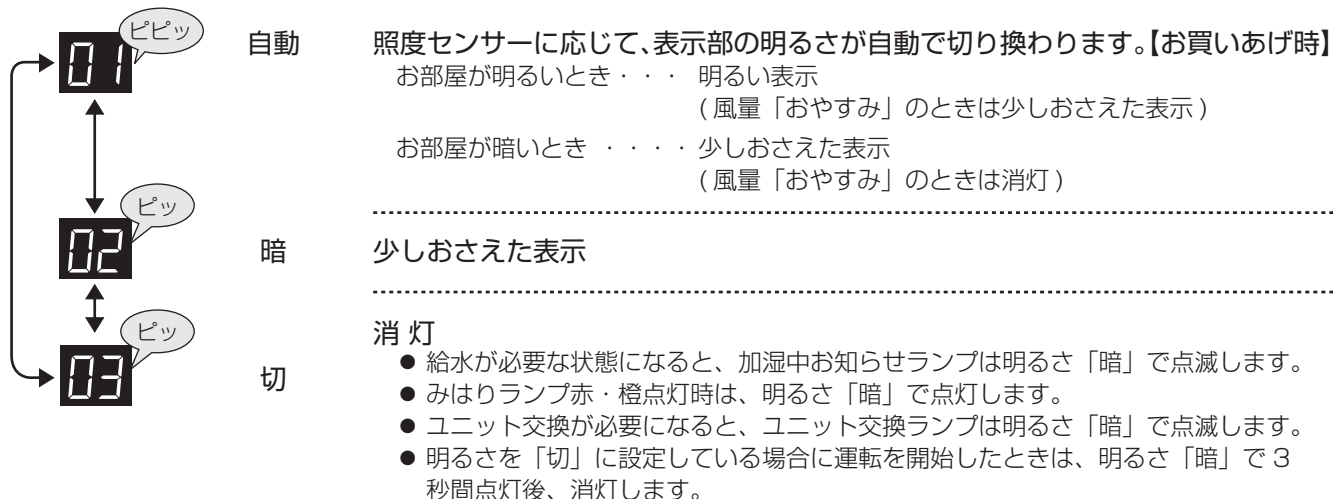 01 ピピッ 自動 照度センサーに応じて、表示部の明るさが自動で切り換わります。【お買いあげ時】
お部屋が明るいとき・・・ 明るい表示
(風量「おやすみ」のときは少しおさえた表示)
お部屋が暗いとき ・・・・少しおさえた表示
(風量「おやすみ」のときは消灯)
02 ピッ 暗 少しおさえた表示
03 ピッ 切 消 灯
● 給水が必要な状態になると、加湿中お知らせランプは明るさ「暗」で点滅します。
● みはりランプ赤・橙点灯時は、明るさ「暗」で点灯します。
● ユニット交換が必要になると、ユニット交換ランプは明るさ「暗」で点滅します。
● 明るさを「切」に設定している場合に運転を開始したときは、明るさ「暗」で 3
秒間点灯後、消灯します。